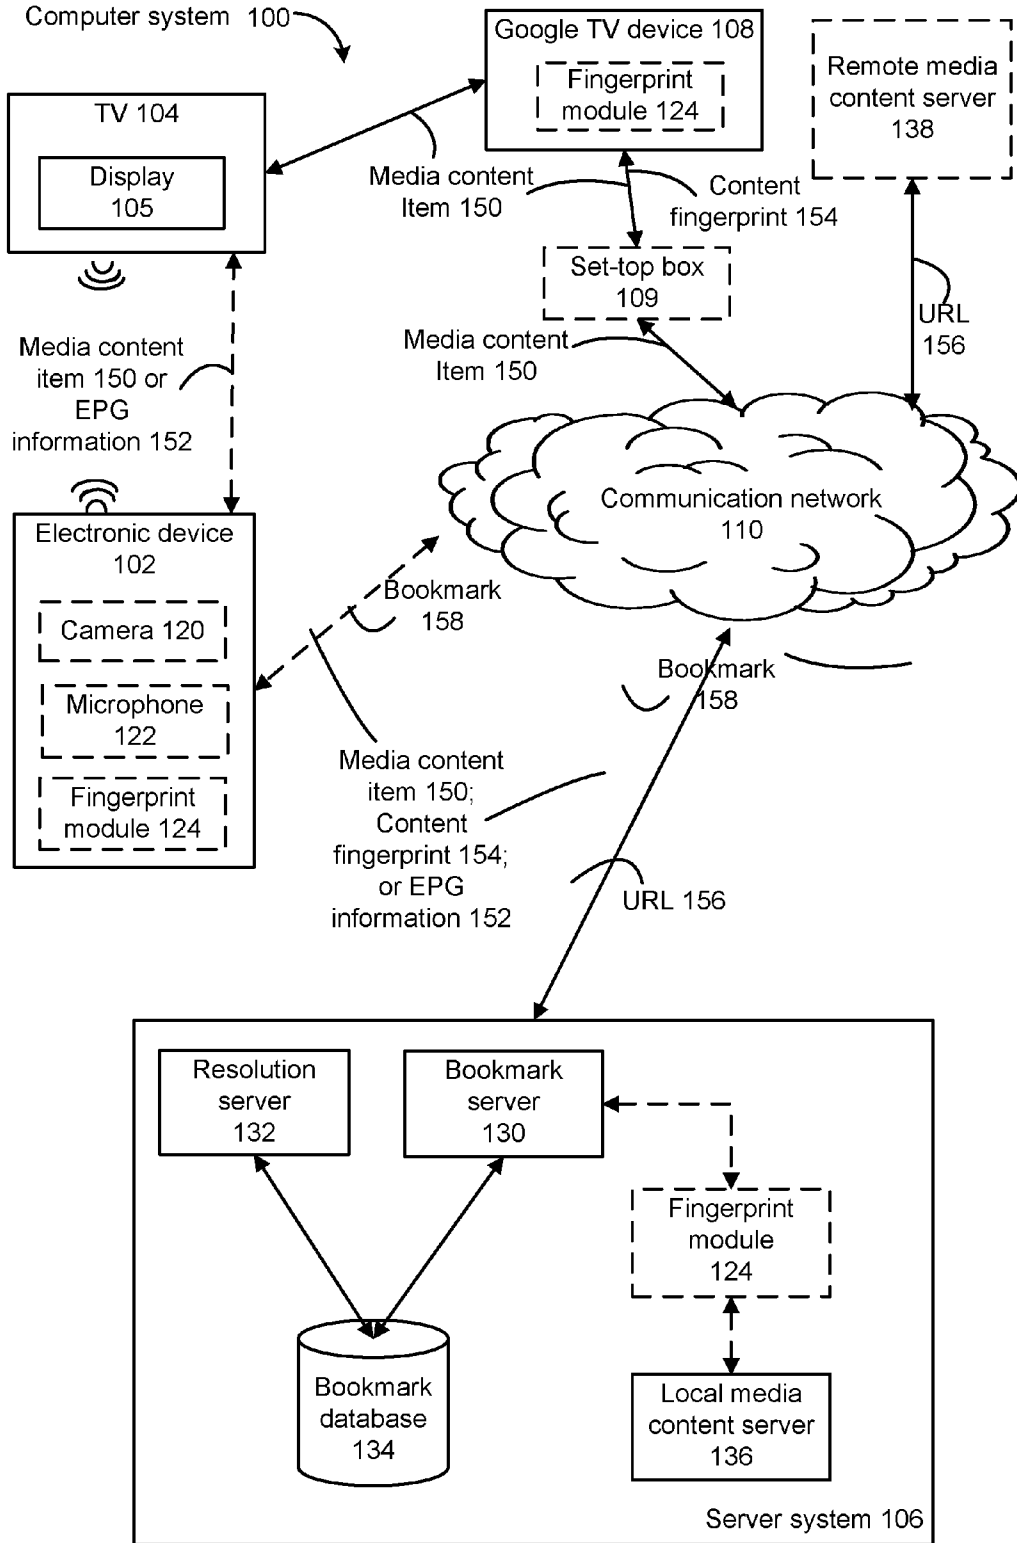 Computer system 100
Google TV device 108
Fingerprint
module 124
Remote media
content server
138
TV 104
Display
105
Media content
Item 150
Content
fingerprint 154
Set-top box
109
URL
156
Media content
Item 150
Media content
item 150 or
EPG
information 152
Communication network
110
Electronic device
102
Camera 120
Microphone
122
Fingerprint
module 124
Bookmark
158
Bookmark
158
Media content
item 150;
Content
fingerprint 154;
or EPG
information 152
URL 156
Resolution
server
132
Bookmark
server
130
Fingerprint
module
124
Bookmark
database
134
Local media
content server
136
Server system 106